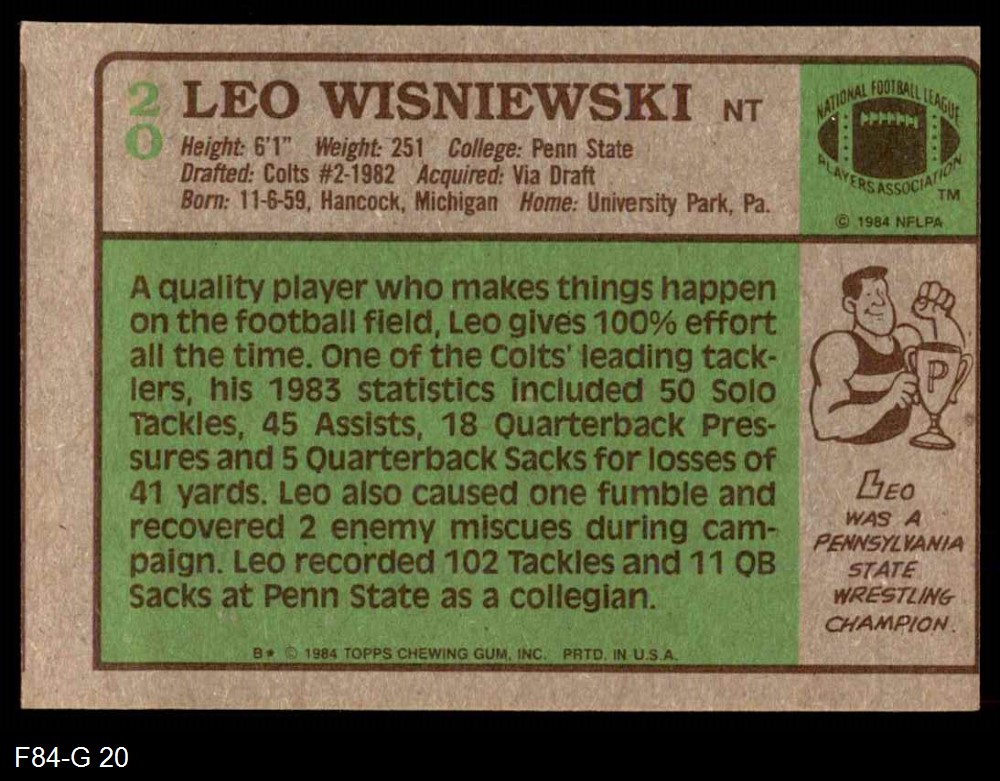 20
LEO WISNIEWSKI NT
Height: 6'1" Weight: 251 College: Penn State
Drafted: Colts #2-1982 Acquired: Via Draft
Born: 11-6-59, Hancock, Michigan Home: University Park, Pa.
NATIONAL FOOTBALL LEAGUE
PLAYERS ASSOCIATION
TM
© 1984 NFLPA
A quality player who makes things happen
on the football field, Leo gives 100% effort
all the time. One of the Colts' leading tack-
lers, his 1983 statistics included 50 Solo
Tackles, 45 Assists, 18 Quarterback Pres-
sures and 5 Quarterback Sacks for losses of
41 yards. Leo also caused one fumble and
recovered 2 enemy miscues during cam-
paign. Leo recorded 102 Tackles and 11 QB
Sacks at Penn State as a collegian.
P
LEO
WAS A
PENNSYLVANIA
STATE
WRESTLING
CHAMPION.
B* © 1984 TOPPS CHEWING GUM, INC. PRTD. IN U.S.A.
F84-G 20